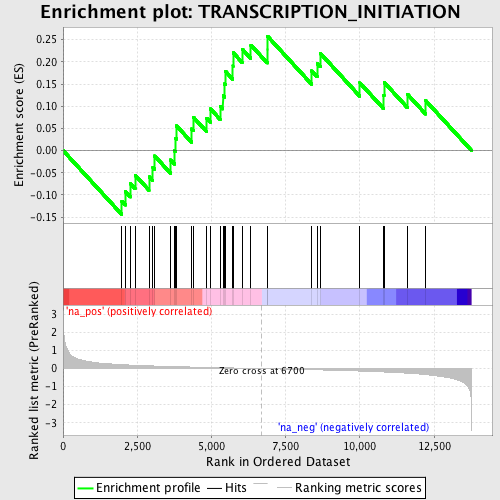 Enrichment plot: TRANSCRIPTION_INITIATION
Enrichment score (ES)
0.25
0.20
0.15
0.10
0.05
0.00
-0.05
-0.10
-0.15
'na_pos' (positively correlated)
Ranked list metric (PreRanked)
3
2
1
0
-1
-2
-3
Zero cross at 6700
'na_neg' (negatively correlated)
0
2,500
5,000
7,500
10,000
12,500
Rank in Ordered Dataset
Enrichment profile
Hits
Ranking metric scores